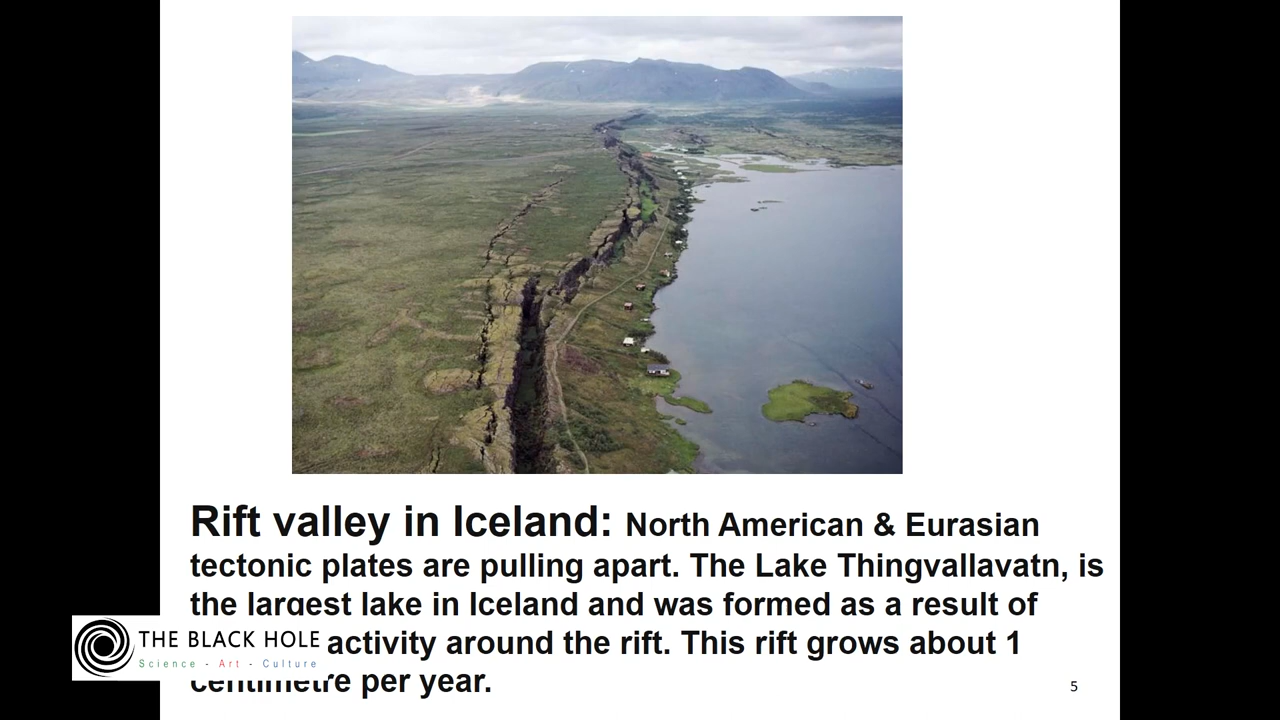 Rift valley in Iceland: North American & Eurasian
tectonic plates are pulling apart. The Lake Thingvallavatn, is
the largest lake in Iceland and was formed as a result of
activity around the rift. This rift grows about 1
centimetre per year.
THE BLACK HOLE
Science - Art - Culture
5